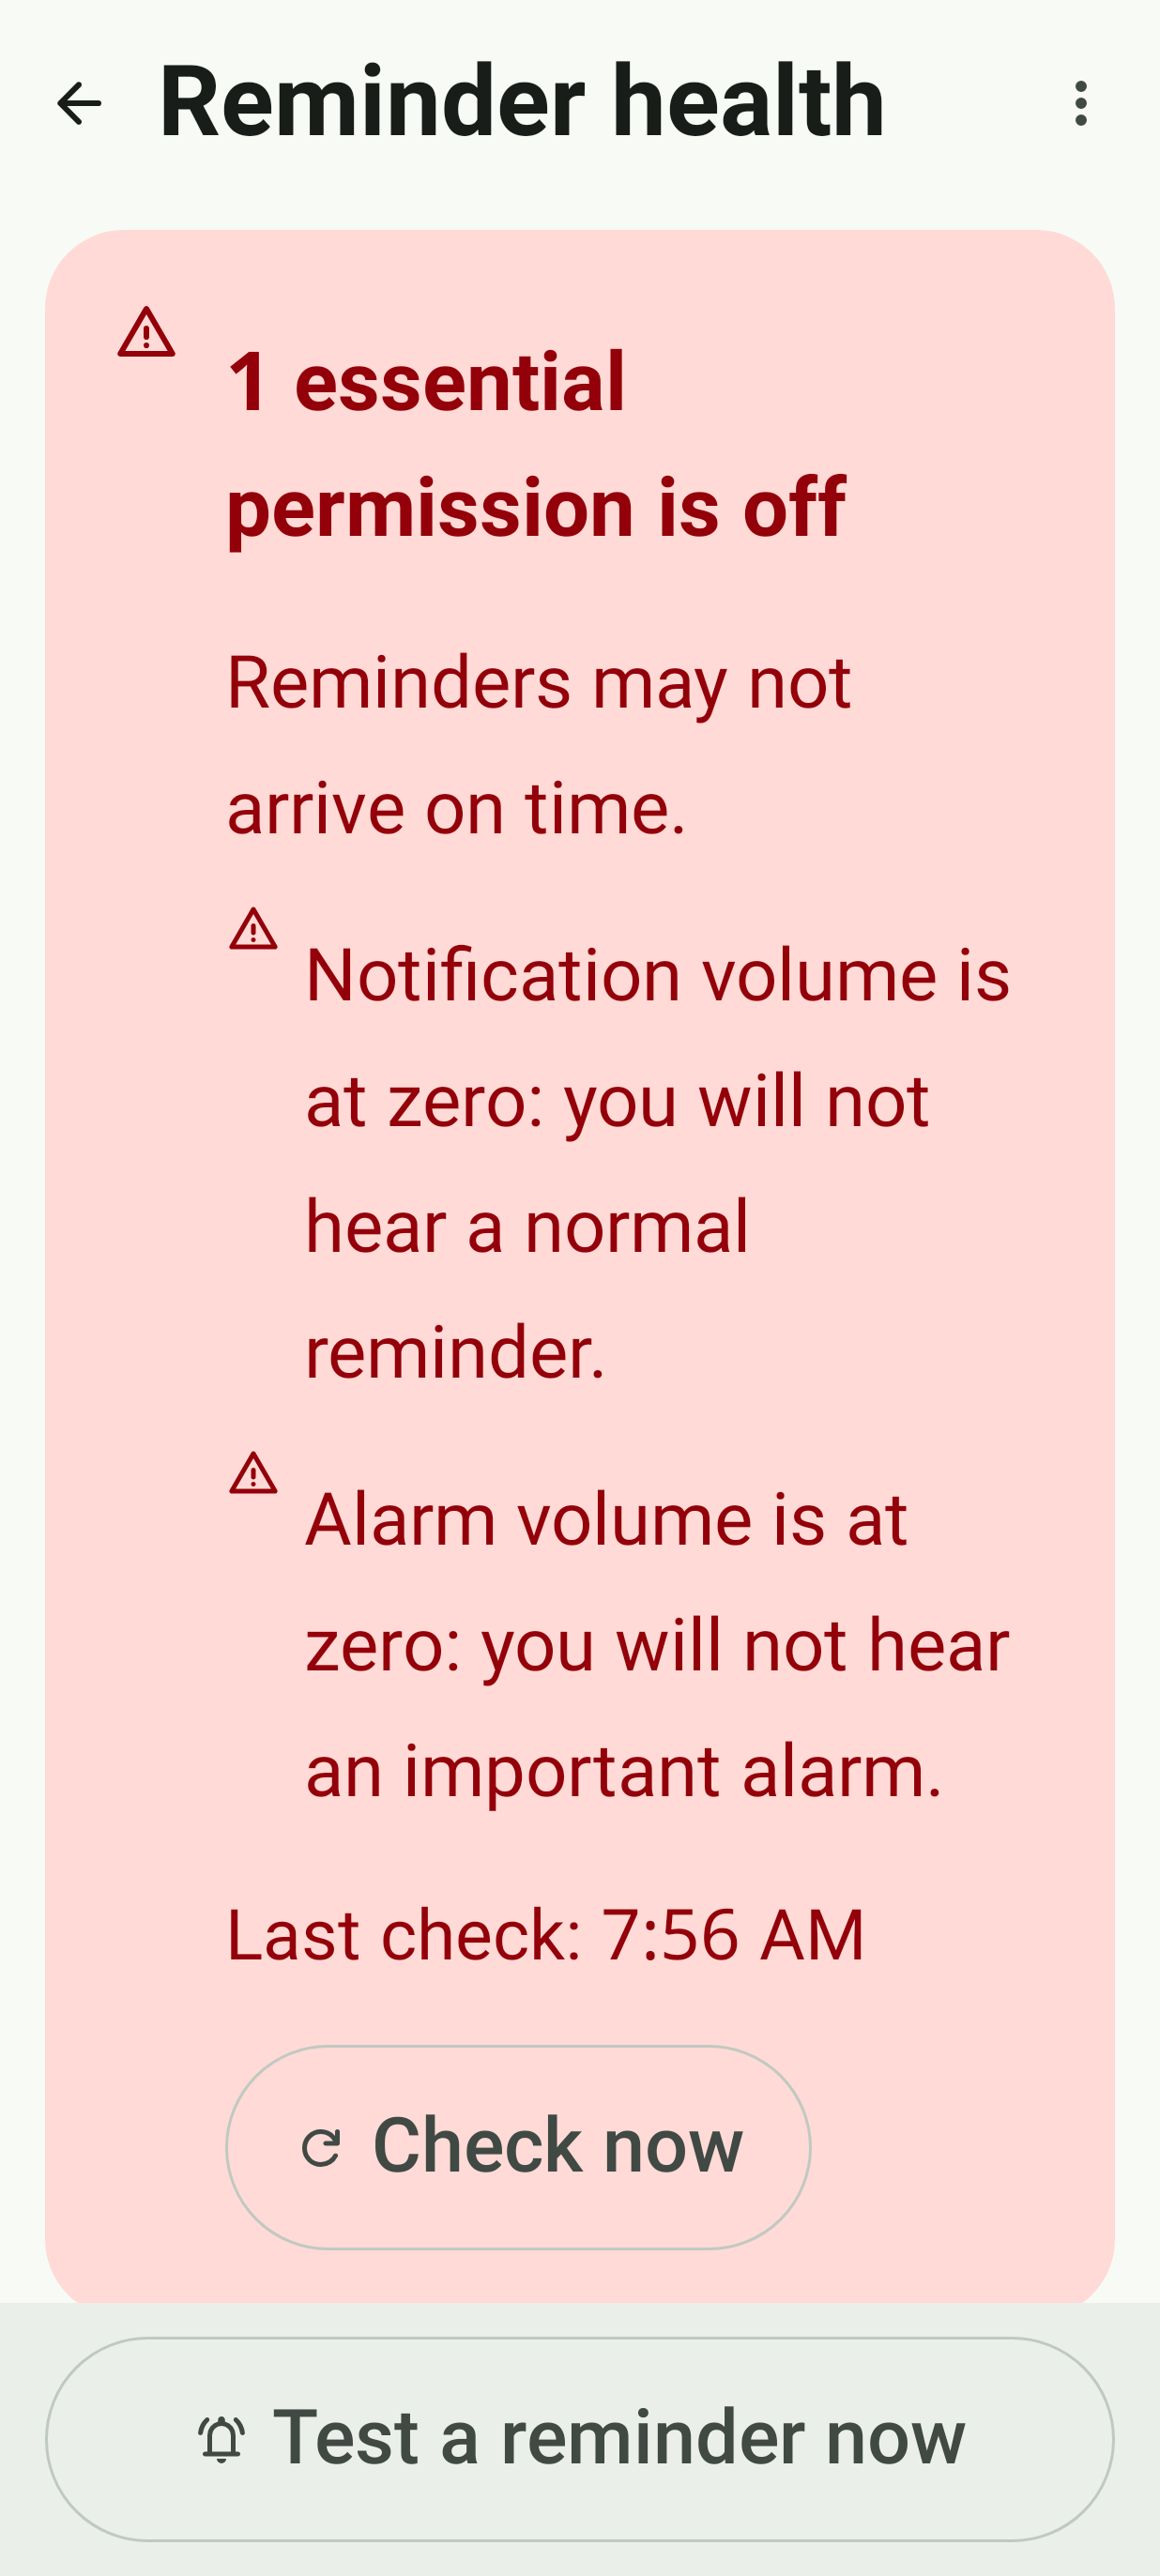 Reminder health
1 essential
permission is off
Reminders may not
arrive on time.
Notification volume is
at zero: you will not
hear a normal
reminder.
Alarm volume is at
zero: you will not hear
an important alarm.
Last check: 7:56 AM
Check now
Test a reminder now